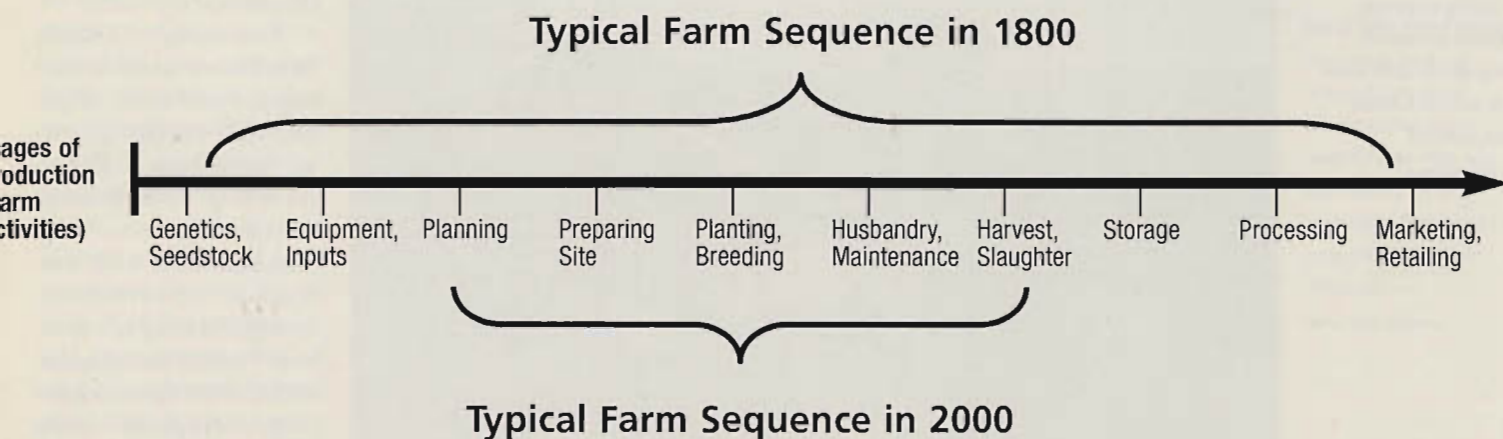 Typical Farm Sequence in 1800
ages of
roduction
arm
ctivities)
Genetics,
Seedstock
Equipment,
Inputs
Planning
Preparing
Site
Planting,
Breeding
Husbandry,
Maintenance
Harvest,
Slaughter
Storage
Processing
Marketing,
Retailing
Typical Farm Sequence in 2000